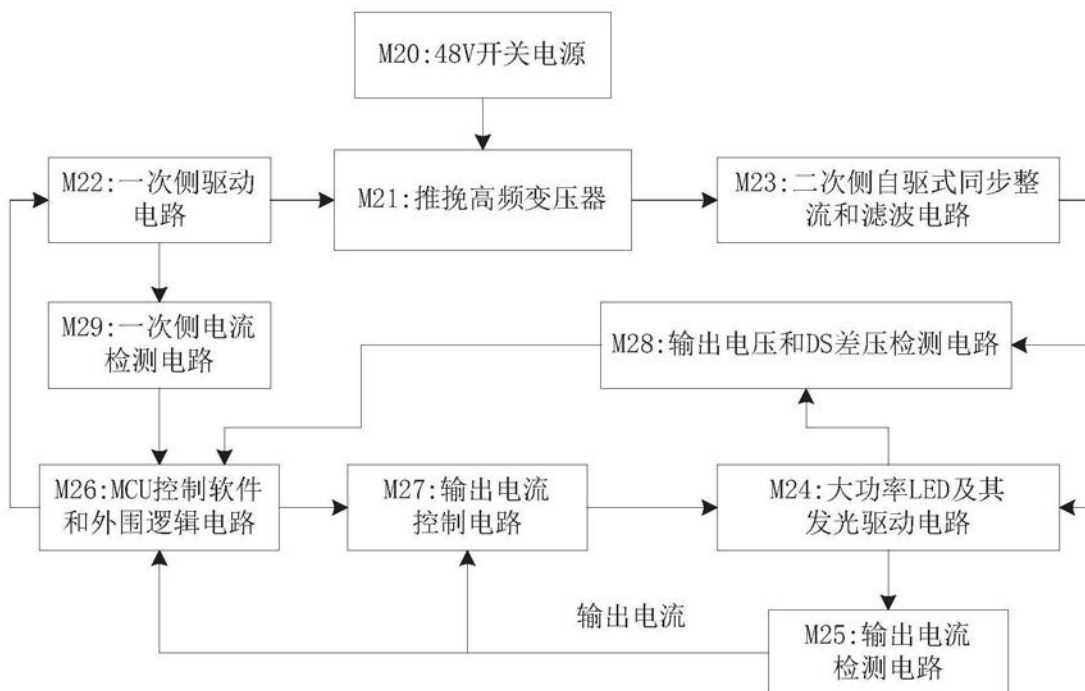 M20:48V开关电源
M22:一次侧驱动
电路
M21:推挽高频变压器
M23:二次侧自驱式同步整
流和滤波电路
M29:一次侧电流
检测电路
M28:输出电压和DS差压检测电路
M26:MCU控制软件
和外围逻辑电路
M27:输出电流
控制电路
M24:大功率LED及其
发光驱动电路
输出电流
M25:输出电流
检测电路